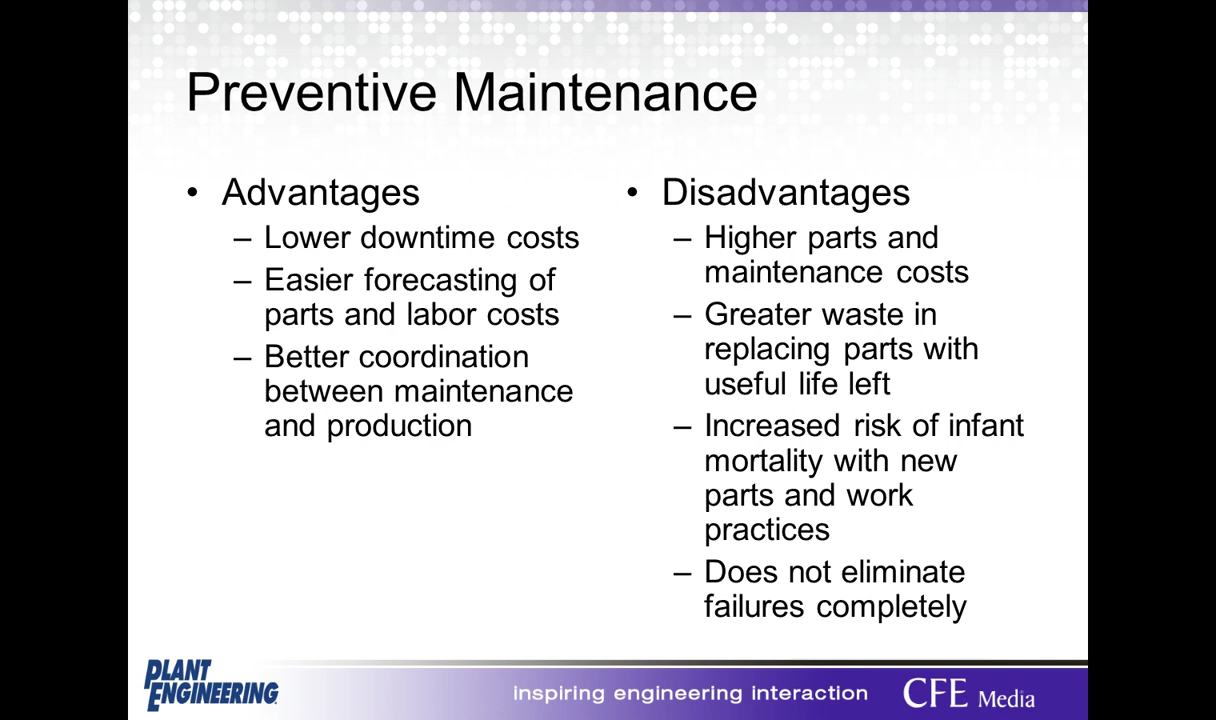 Preventive Maintenance
• Advantages
– Lower downtime costs
– Easier forecasting of
parts and labor costs
– Better coordination
between maintenance
and production
• Disadvantages
– Higher parts and
maintenance costs
– Greater waste in
replacing parts with
useful life left
– Increased risk of infant
mortality with new
parts and work
practices
– Does not eliminate
failures completely
PLANT
ENGINEERING
inspiring engineering interaction
CFE Media